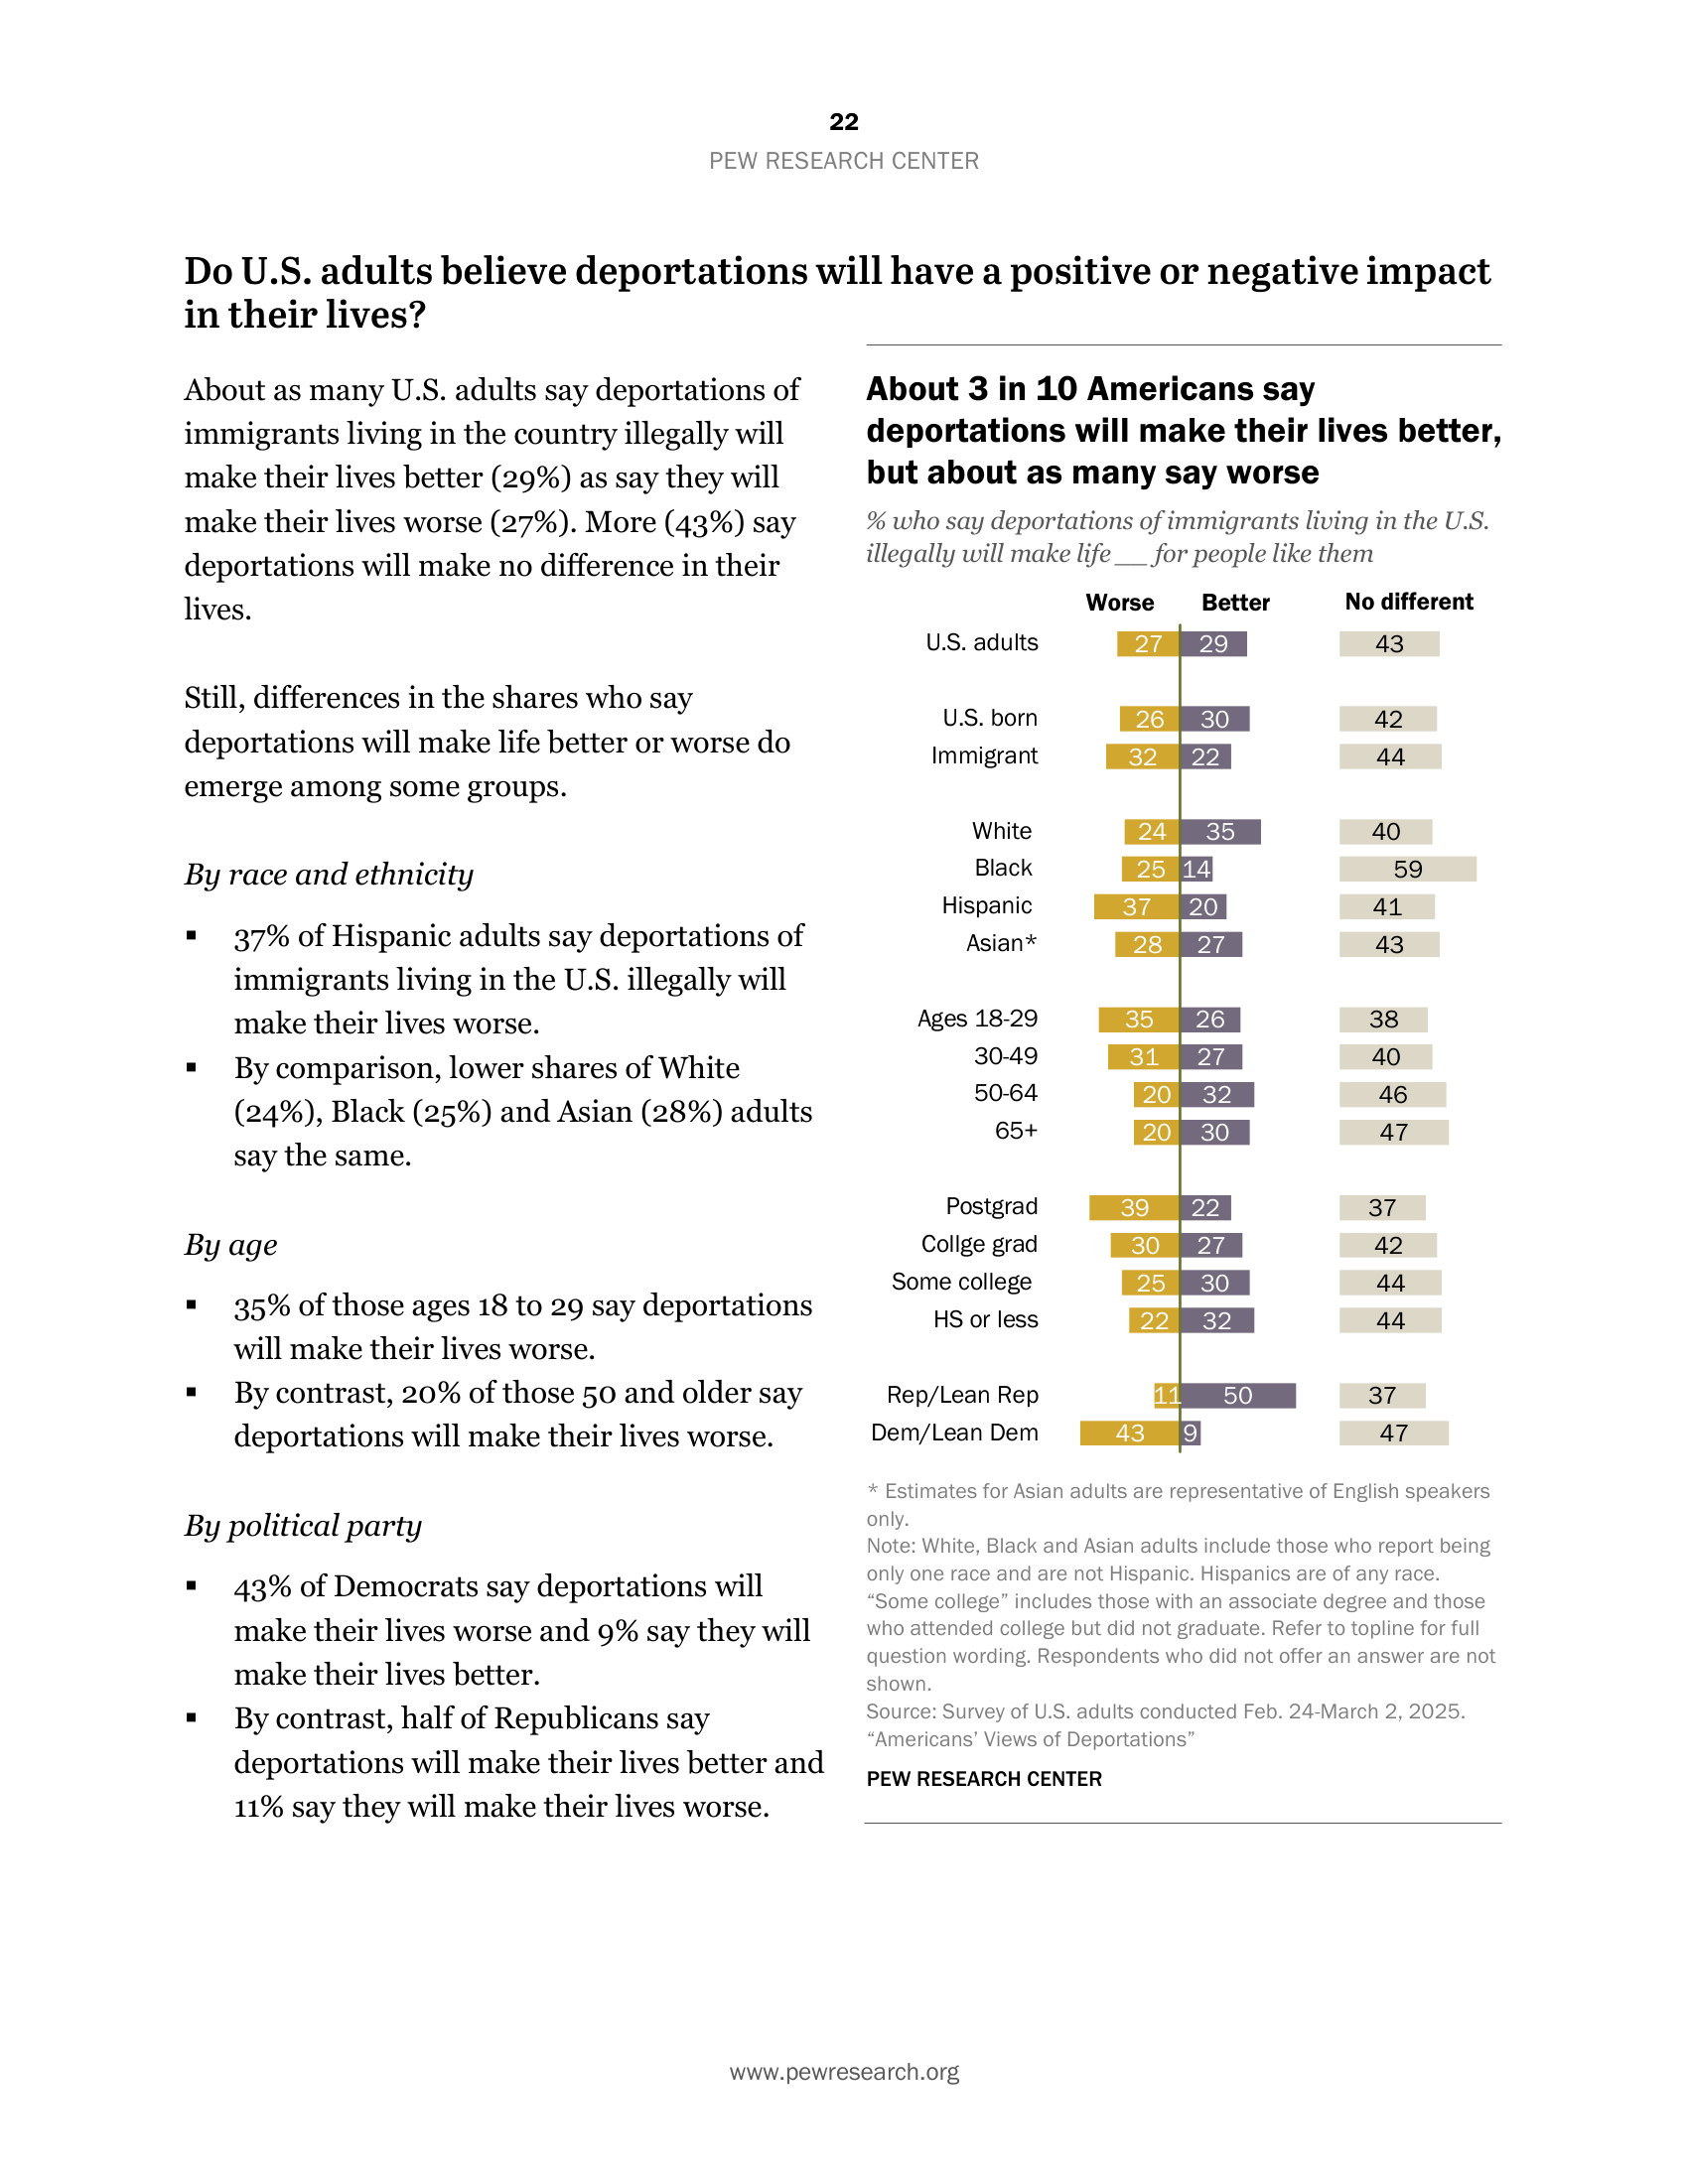 22
PEW RESEARCH CENTER
Do U.S. adults believe deportations will have a positive or negative impact
in their lives?
About as many U.S. adults say deportations of
immigrants living in the country illegally will
make their lives better (29%) as say they will
make their lives worse (27%). More (43%) say
deportations will make no difference in their
lives.
Still, differences in the shares who say
deportations will make life better or worse do
emerge among some groups.
By race and ethnicity
▪ 37% of Hispanic adults say deportations of
immigrants living in the U.S. illegally will
make their lives worse.
▪ By comparison, lower shares of White
(24%), Black (25%) and Asian (28%) adults
say the same.
By age
▪ 35% of those ages 18 to 29 say deportations
will make their lives worse.
▪ By contrast, 20% of those 50 and older say
deportations will make their lives worse.
By political party
▪ 43% of Democrats say deportations will
make their lives worse and 9% say they will
make their lives better.
▪ By contrast, half of Republicans say
deportations will make their lives better and
11% say they will make their lives worse.
About 3 in 10 Americans say
deportations will make their lives better,
but about as many say worse
% who say deportations of immigrants living in the U.S.
illegally will make life __ for people like them
Worse Better No different
U.S. adults 27 29 43
U.S. born 26 30 42
Immigrant 32 22 44
White 24 35 40
Black 25 14 59
Hispanic 37 20 41
Asian* 28 27 43
Ages 18-29 35 26 38
30-49 31 27 40
50-64 20 32 46
65+ 20 30 47
Postgrad 39 22 37
Collge grad 30 27 42
Some college 25 30 44
HS or less 22 32 44
Rep/Lean Rep 11 50 37
Dem/Lean Dem 43 9 47
* Estimates for Asian adults are representative of English speakers
only.
Note: White, Black and Asian adults include those who report being
only one race and are not Hispanic. Hispanics are of any race.
“Some college” includes those with an associate degree and those
who attended college but did not graduate. Refer to topline for full
question wording. Respondents who did not offer an answer are not
shown.
Source: Survey of U.S. adults conducted Feb. 24-March 2, 2025.
“Americans’ Views of Deportations”
PEW RESEARCH CENTER
www.pewresearch.org